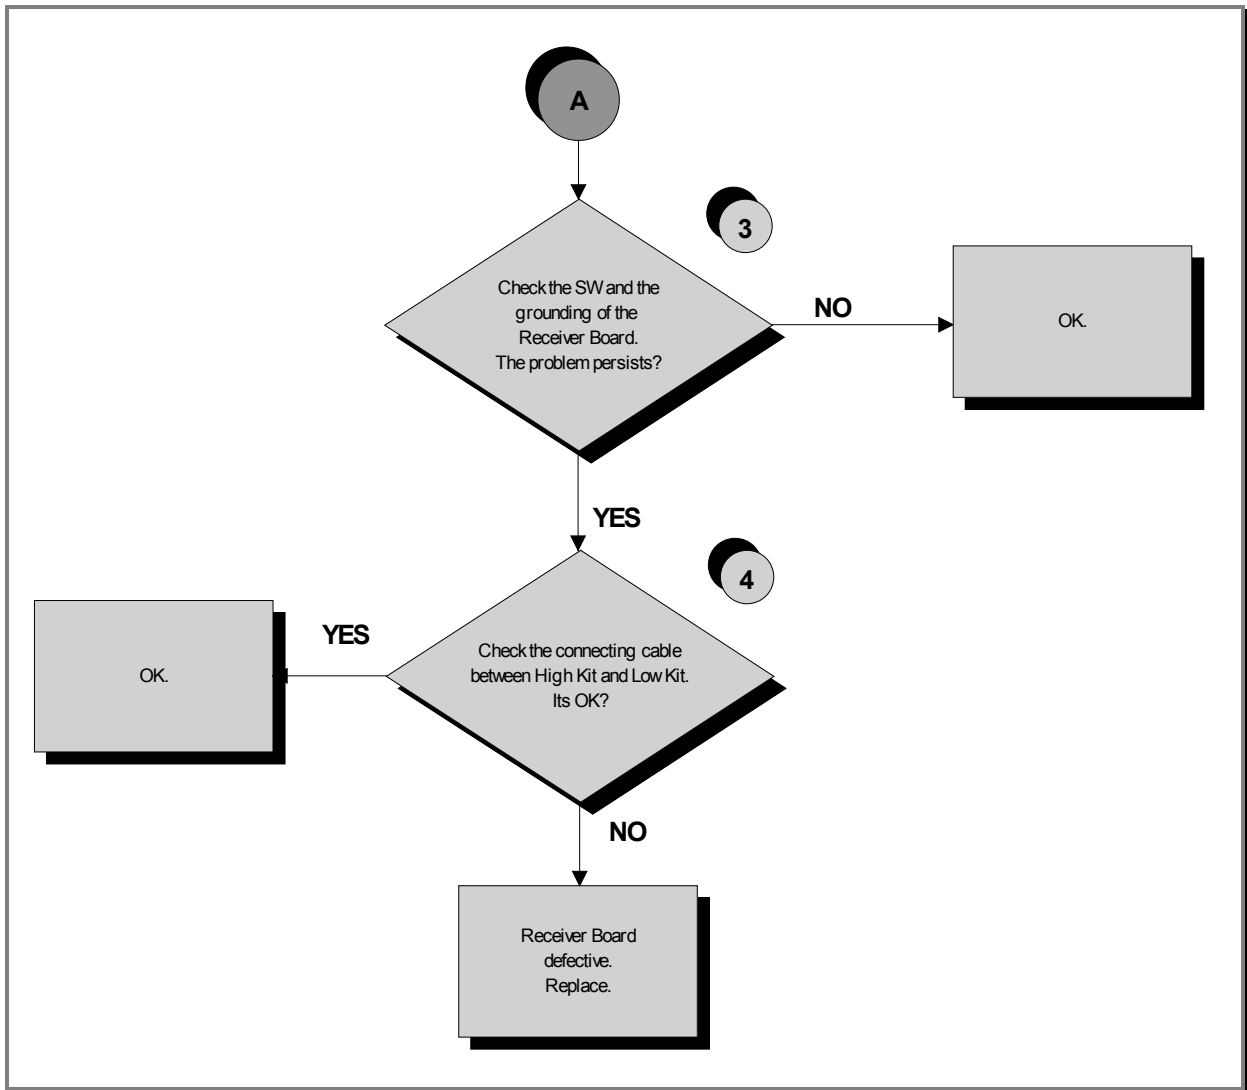 A
3
Check the SW and the
grounding of the
Receiver Board.
The problem persists?
NO
OK.
YES
4
Check the connecting cable
between High Kit and Low Kit.
Its OK?
YES
OK.
NO
Receiver Board
defective.
Replace.